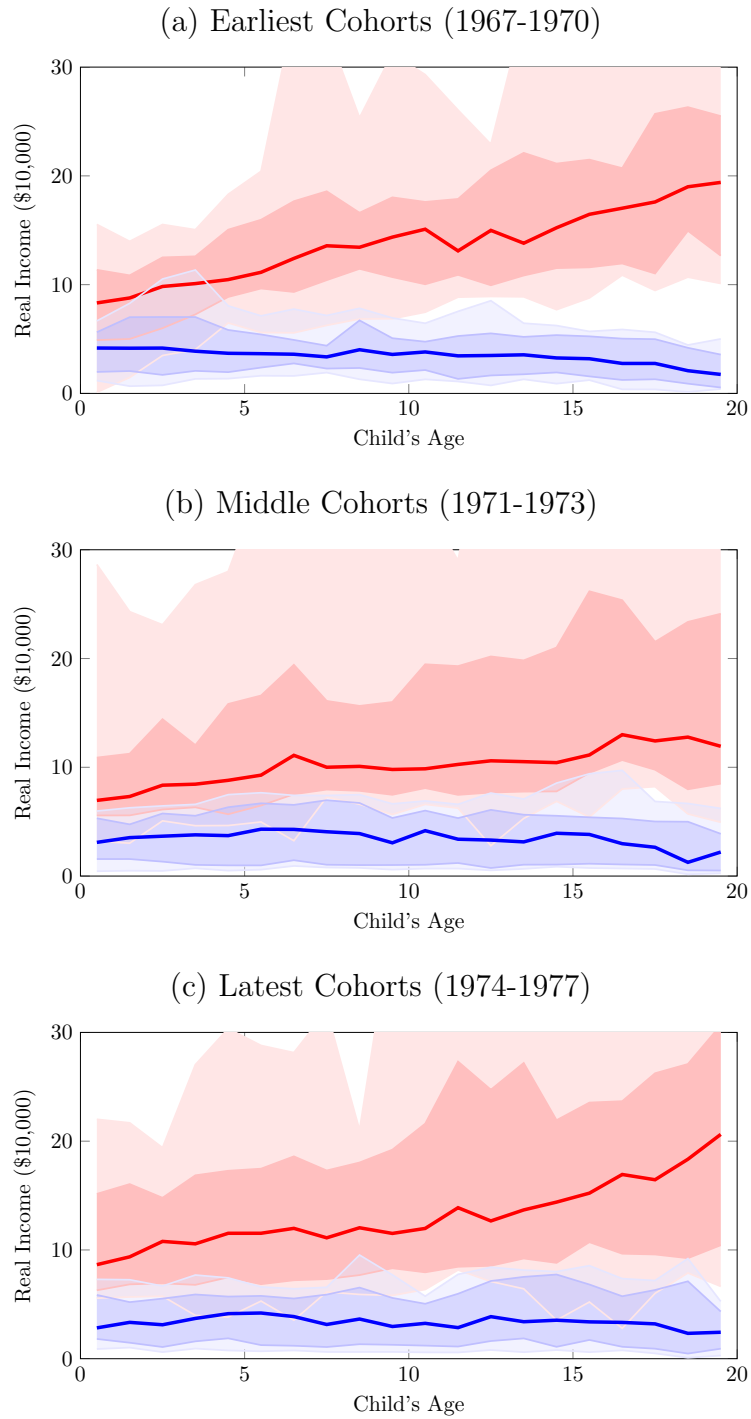 (a) Earliest Cohorts (1967-1970)
30
20
10
0
Real Income ($10,000)
0 5 10 15 20
Child's Age
(b) Middle Cohorts (1971-1973)
30
20
10
0
Real Income ($10,000)
0 5 10 15 20
Child's Age
(c) Latest Cohorts (1974-1977)
30
20
10
0
Real Income ($10,000)
0 5 10 15 20
Child's Age